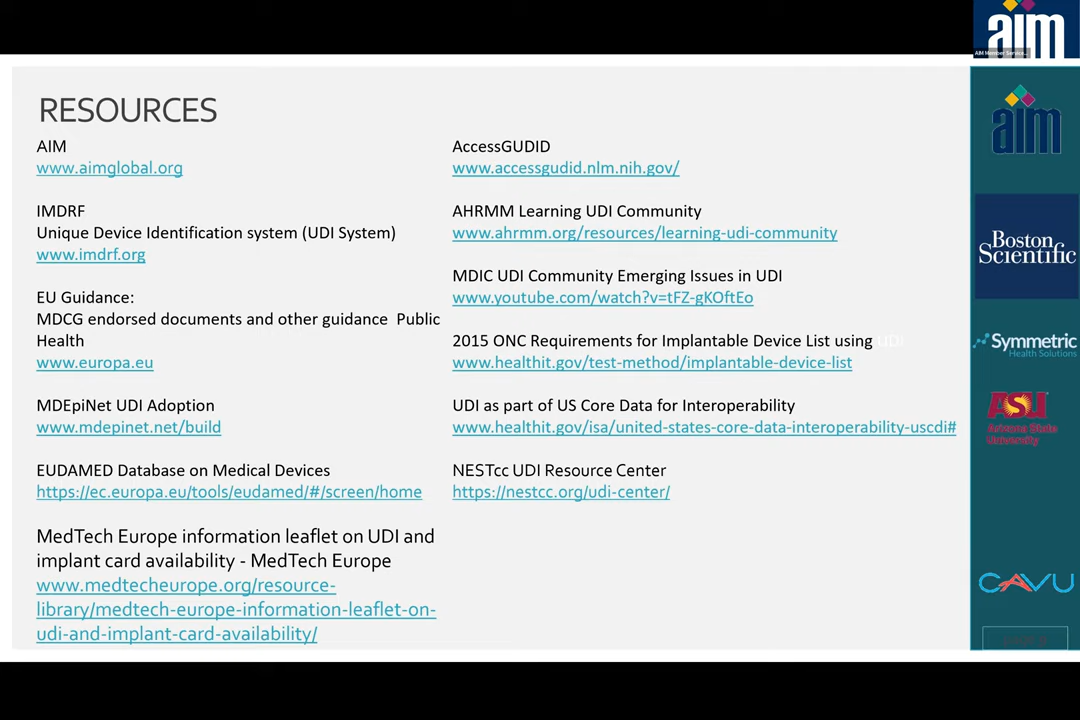 RESOURCES
AIM
www.aimglobal.org
IMDRF
Unique Device Identification system (UDI System)
www.imdrf.org
EU Guidance:
MDCG endorsed documents and other guidance Public
Health
www.europa.eu
MDEpiNet UDI Adoption
www.mdepinet.net/build
EUDAMED Database on Medical Devices
https://ec.europa.eu/tools/eudamed/#/screen/home
MedTech Europe information leaflet on UDI and
implant card availability - MedTech Europe
www.medtecheurope.org/resource-
library/medtech-europe-information-leaflet-on-
udi-and-implant-card-availability/
AccessGUDID
www.accessgudid.nlm.nih.gov/
AHRMM Learning UDI Community
www.ahrmm.org/resources/learning-udi-community
MDIC UDI Community Emerging Issues in UDI
www.youtube.com/watch?v=tFZ-gKOftEo
2015 ONC Requirements for Implantable Device List using UDI
www.healthit.gov/test-method/implantable-device-list
UDI as part of US Core Data for Interoperability
www.healthit.gov/isa/united-states-core-data-interoperability-uscdi#
NESTcc UDI Resource Center
https://nestcc.org/udi-center/
aim
AIM Member Service...
aim
Boston
Scientific
Symmetric
Health Solutions
ASU
Arizona State
University
CAVU